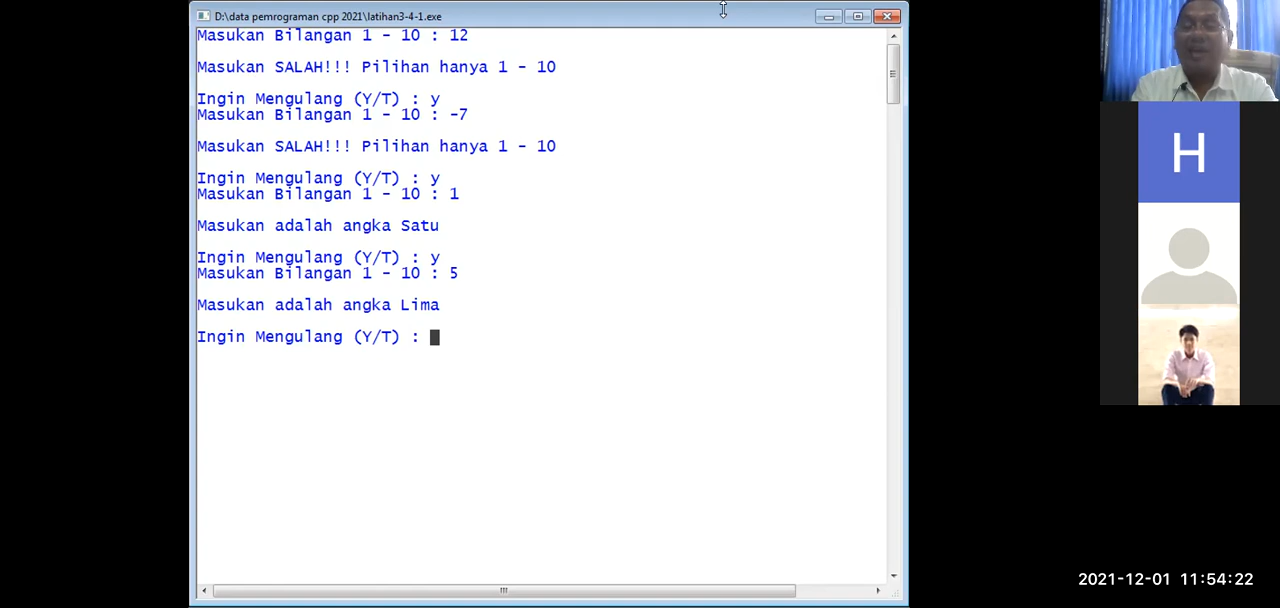 D:\data pemrograman cpp 2021\latihan3-4-1.exe
Masukan Bilangan 1 - 10 : 12
Masukan SALAH!!! Pilihan hanya 1 - 10
Ingin Mengulang (Y/T) : y
Masukan Bilangan 1 - 10 : -7
Masukan SALAH!!! Pilihan hanya 1 - 10
Ingin Mengulang (Y/T) : y
Masukan Bilangan 1 - 10 : 1
Masukan adalah angka Satu
Ingin Mengulang (Y/T) : y
Masukan Bilangan 1 - 10 : 5
Masukan adalah angka Lima
Ingin Mengulang (Y/T) :
H
2021-12-01 11:54:22